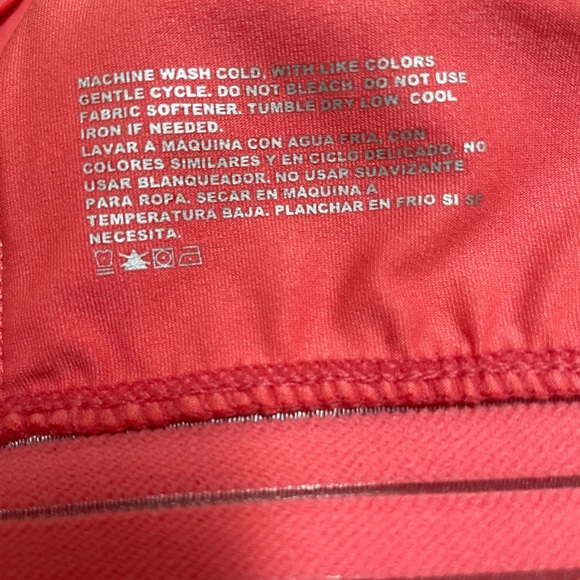 MACHINE WASH COLD, WITH LIKE COLORS
GENTLE CYCLE. DO NOT BLEACH. DO NOT USE
FABRIC SOFTENER. TUMBLE DRY LOW. COOL
IRON IF NEEDED.
LAVAR A MAQUINA CON AGUA FRIA, CON
COLORES SIMILARES Y EN CICLO DELICADO. NO
USAR BLANQUEADOR. NO USAR SUAVIZANTE
PARA ROPA. SECAR EN MAQUINA A
TEMPERATURA BAJA. PLANCHAR EN FRIO SI SE
NECESITA.